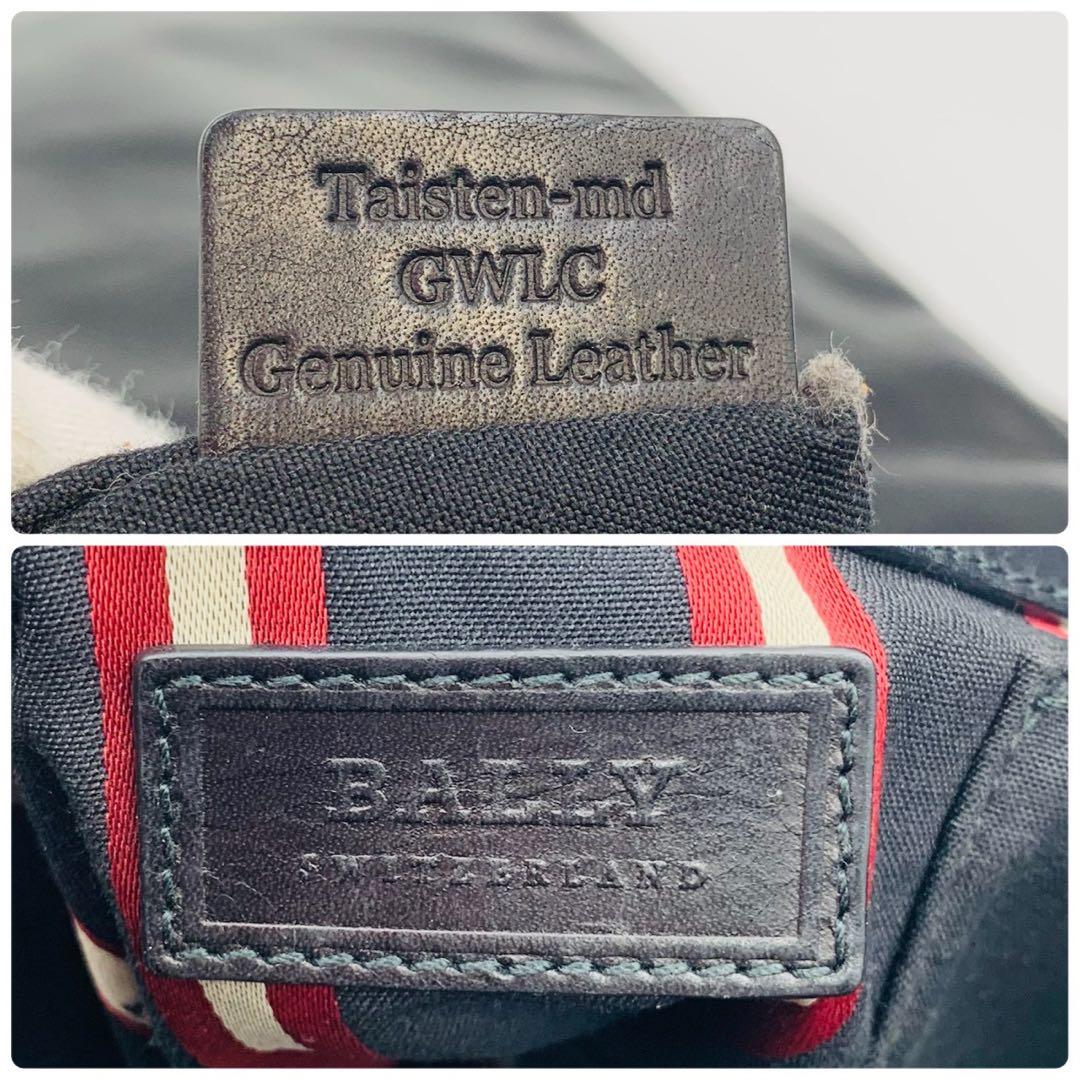 Taisten-md
GWLC
Genuine Leather
BALLY
SWITZERLAND